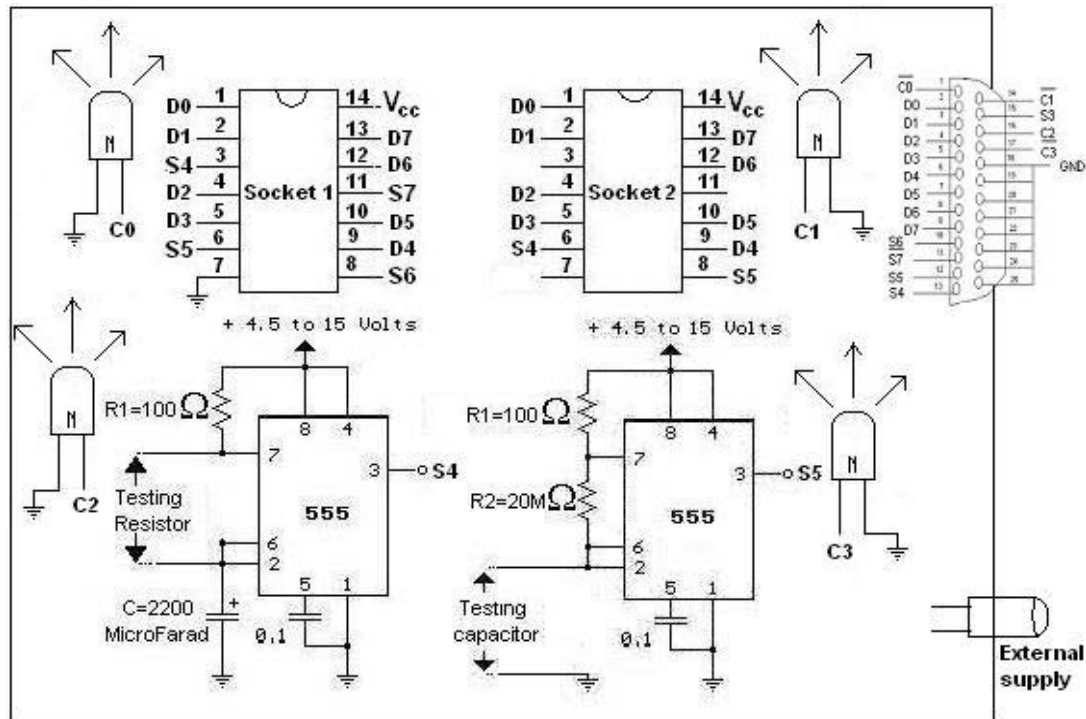 N
C0
D0 1
D1 2
S4 3
D2 4
D3 5
S5 6
7
Socket 1
14 Vcc
13 D7
12 D6
11 S7
10 D5
9 D4
8 S6
D0 1
D1 2
3
D2 4
D3 5
S4 6
7
Socket 2
14 Vcc
13 D7
12 D6
11
10 D5
9 D4
8 S5
N
C1
C0
D0
D1
D2
D3
D4
D5
D6
D7
S6
S7
S5
S4
C1
S3
C2
C3
GND
N
C2
+ 4.5 to 15 Volts
R1=100Ω
8 4
7
3 S4
Testing
Resistor
555
6
2
5 1
C=2200 +
MicroFarad
0.1
+ 4.5 to 15 Volts
R1=100Ω
8 4
7
3 S5
R2=20MΩ
555
6
2
5 1
Testing
capacitor
0.1
N
C3
External
supply